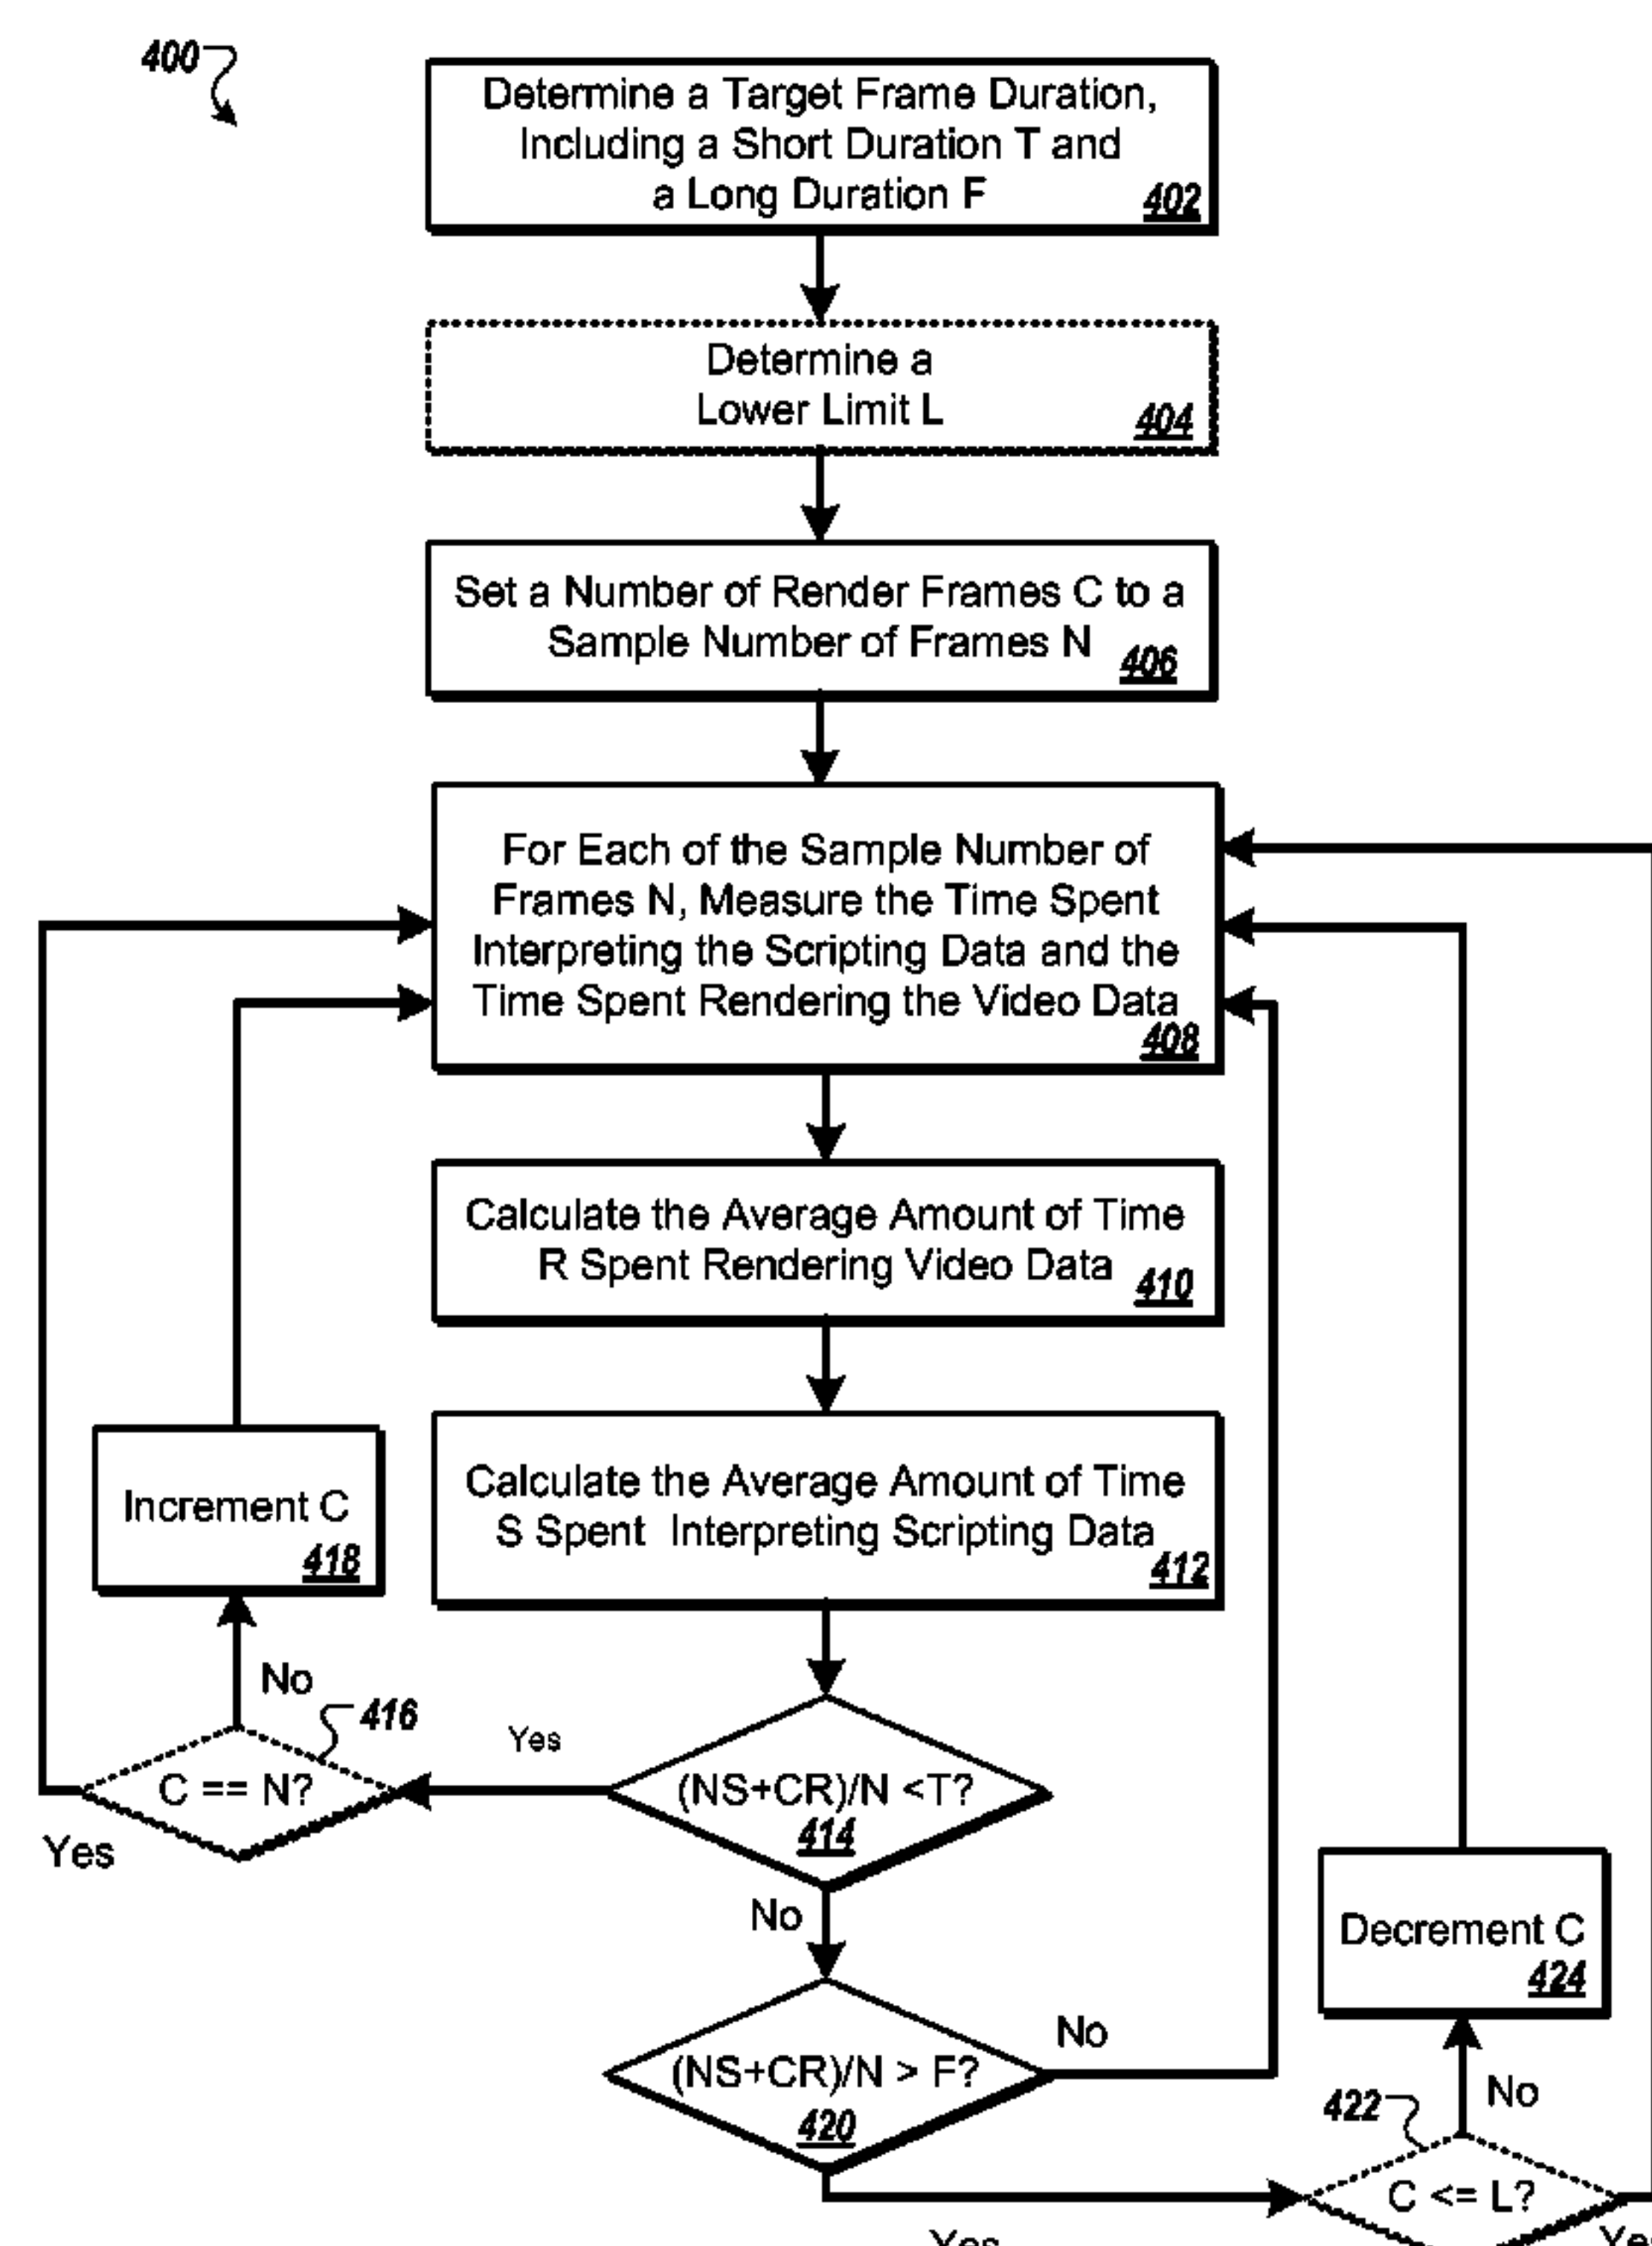 400
Determine a Target Frame Duration,
Including a Short Duration T and
a Long Duration F
402
Determine a
Lower Limit L
404
Set a Number of Render Frames C to a
Sample Number of Frames N
406
For Each of the Sample Number of
Frames N, Measure the Time Spent
Interpreting the Scripting Data and the
Time Spent Rendering the Video Data
408
Calculate the Average Amount of Time
R Spent Rendering Video Data
410
Calculate the Average Amount of Time
S Spent Interpreting Scripting Data
412
Increment C
418
No
416
C == N?
Yes
Yes
(NS+CR)/N <T?
414
No
(NS+CR)/N > F?
420
No
Yes
Decrement C
424
No
422
C <= L?
Yes